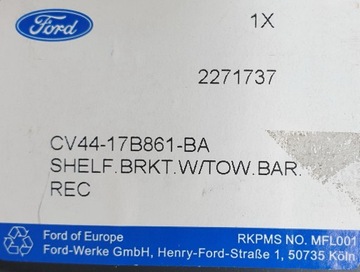 Ford
1X
2271737
CV44-17B861-BA
SHELF.BRKT.W/TOW.BAR.
REC
Ford of Europe
RKPMS NO. MFL001
Ford-Werke GmbH, Henry-Ford-Straße 1, 50735 Köln